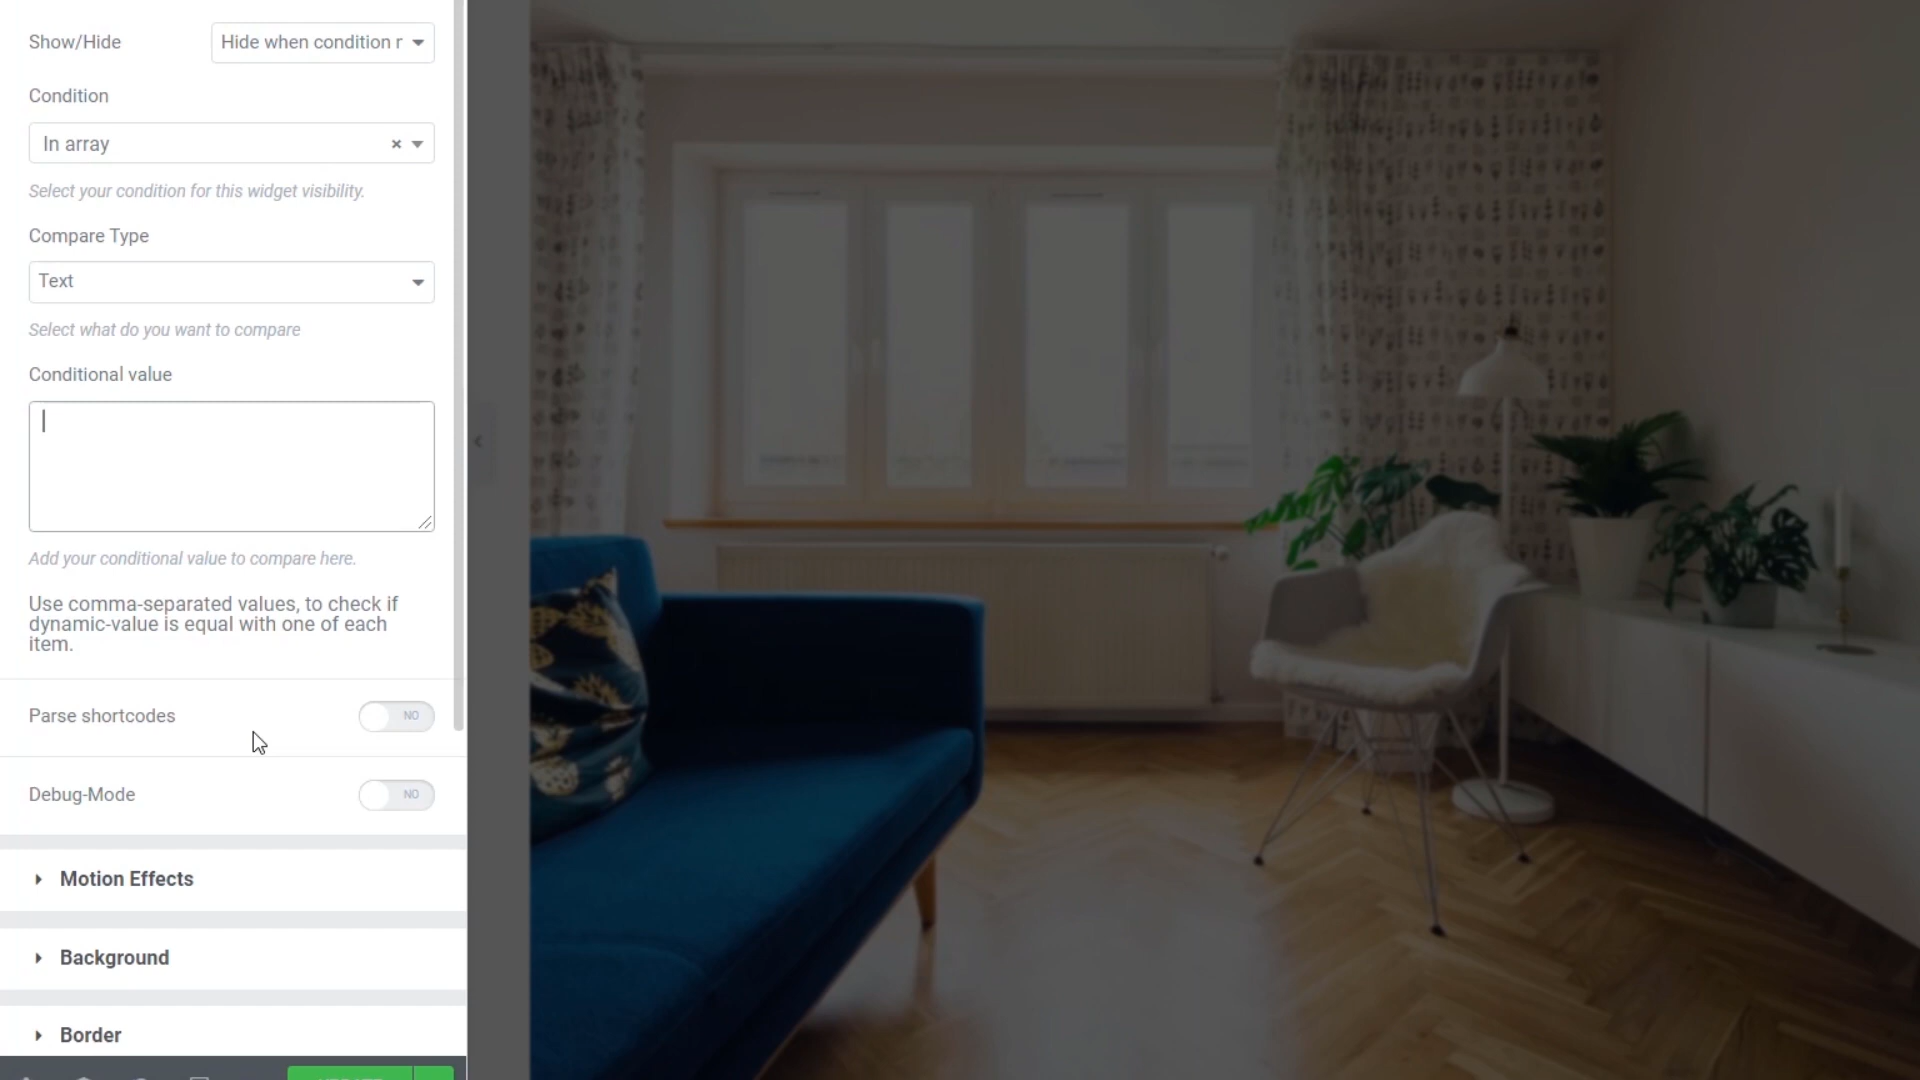 Show/Hide
Hide when condition r
Condition
In array
Select your condition for this widget visibility.
Compare Type
Text
Select what do you want to compare
Conditional value
Add your conditional value to compare here.
Use comma-separated values, to check if
dynamic-value is equal with one of each
item.
Parse shortcodes
NO
Debug-Mode
NO
Motion Effects
Background
Border